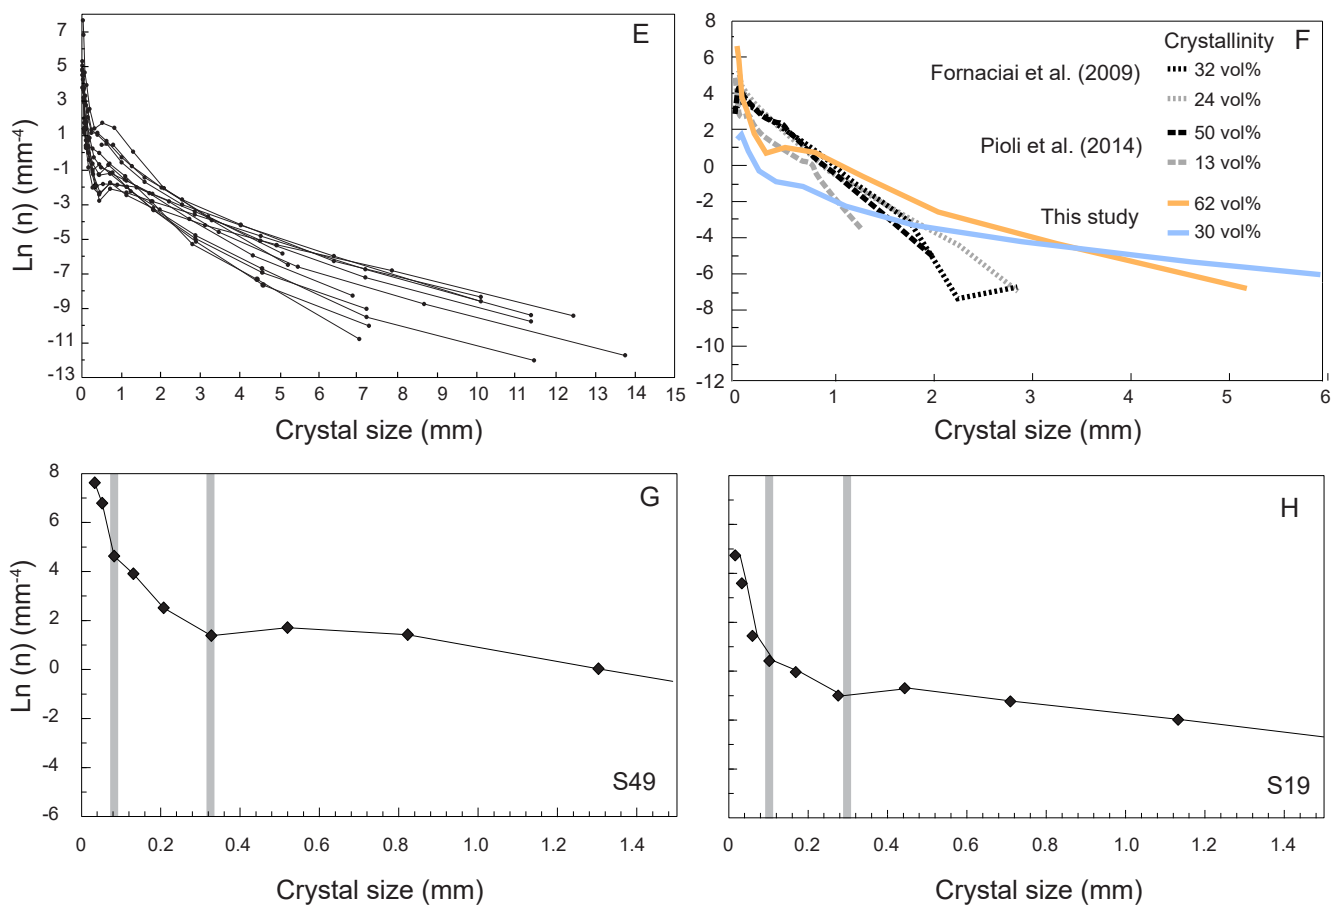 E
7
5
3
1
-1
-3
-5
-7
-9
-11
-13
Ln (n) (mm-4)
0 1 2 3 4 5 6 7 8 9 10 11 12 13 14 15
Crystal size (mm)
F
8
6
4
2
0
-2
-4
-6
-8
-10
-12
Crystallinity
Fornaciai et al. (2009)
32 vol%
24 vol%
Pioli et al. (2014)
50 vol%
13 vol%
This study
62 vol%
30 vol%
0 1 2 3 4 5 6
Crystal size (mm)
G
8
6
4
2
0
-2
-4
-6
Ln (n) (mm-4)
S49
0 0.2 0.4 0.6 0.8 1.0 1.2 1.4
Crystal size (mm)
H
S19
0 0.2 0.4 0.6 0.8 1.0 1.2 1.4
Crystal size (mm)